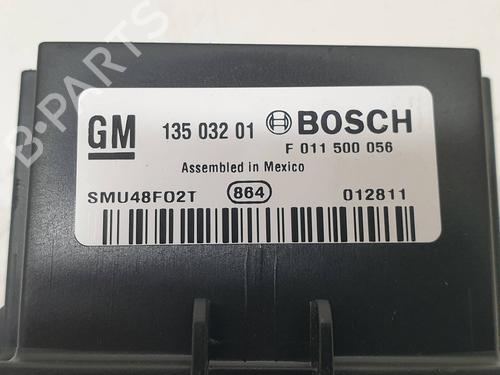 GM 135 032 01 BOSCH
F 011 500 056
Assembled in Mexico
SMU48F02T 864 012811
B-PARTS